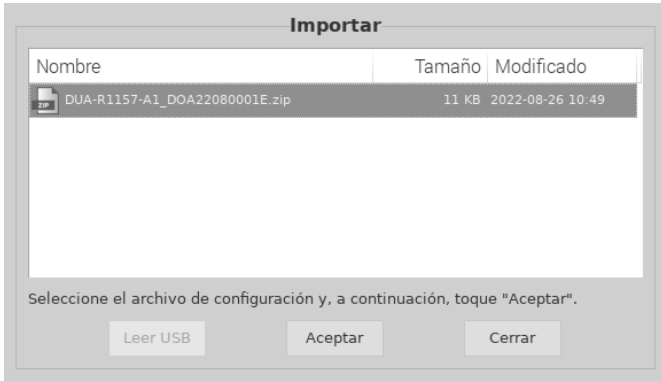 Importar
Nombre Tamaño Modificado
ZIP DUA-R1157-A1_DOA22080001E.zip 11 KB 2022-08-26 10:49
Seleccione el archivo de configuración y, a continuación, toque "Aceptar".
Leer USB Aceptar Cerrar